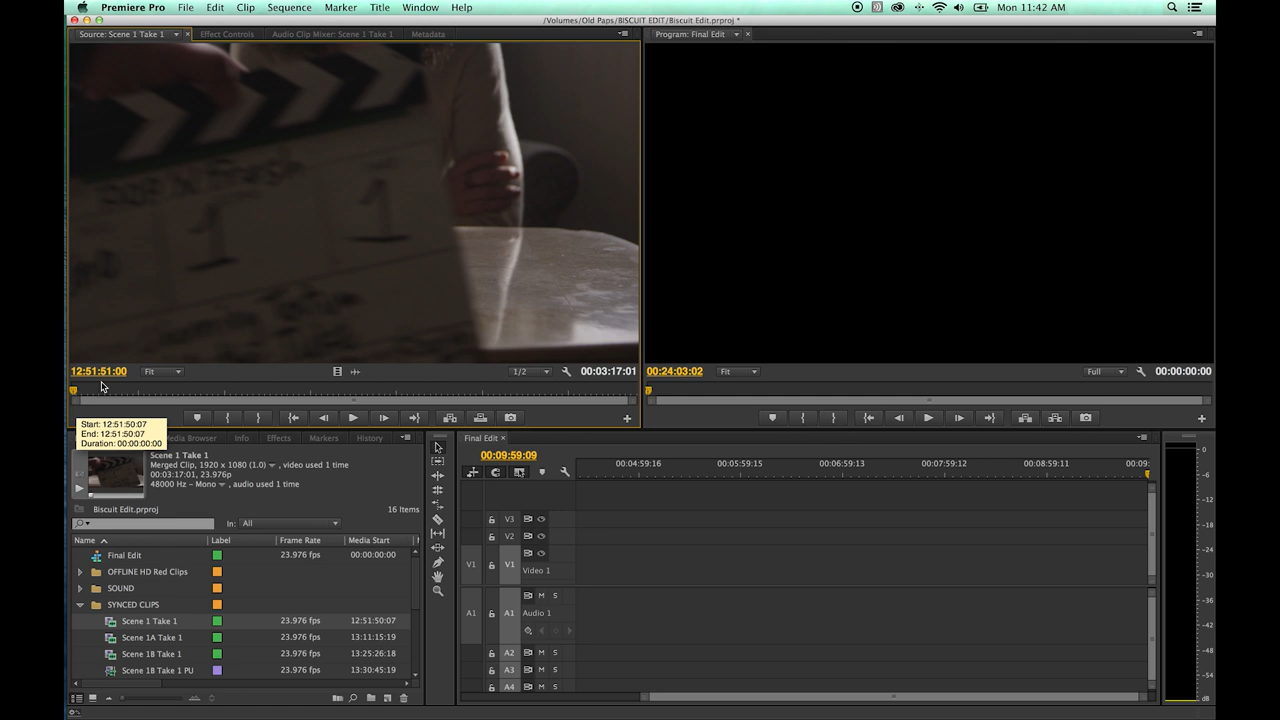 Premiere Pro File Edit Clip Sequence Marker Title Window Help Mon 11:42 AM
/Volumes/Old Paps/BISCUIT EDIT/Biscuit Edit.prproj *
Source: Scene 1 Take 1 Effect Controls Audio Clip Mixer: Scene 1 Take 1 Metadata
Program: Final Edit
1 1
12:51:51:00 Fit 1/2 00:03:17:01
00:24:03:02 Fit Full 00:00:00:00
Start: 12:51:50:07
End: 12:51:50:07
Duration: 00:00:00:00
Media Browser Info Effects Markers History
Scene 1 Take 1
Merged Clip, 1920 x 1080 (1.0) , video used 1 time
00:03:17:01, 23.976p
48000 Hz - Mono , audio used 1 time
Biscuit Edit.prproj 16 Items
In: All
Name Label Frame Rate Media Start
Final Edit 23.976 fps 00:00:00:00
OFFLINE HD Red Clips
SOUND
SYNCED CLIPS
Scene 1 Take 1 23.976 fps 12:51:50:07
Scene 1A Take 1 23.976 fps 13:11:15:19
Scene 1B Take 1 23.976 fps 13:25:26:18
Scene 1B Take 1 PU 23.976 fps 13:30:45:19
Final Edit
00:09:59:09
00:04:59:16 00:05:59:15 00:06:59:13 00:07:59:12 00:08:59:11 00:09:
V3
V2
V1 V1
Video 1
A1 A1 M S
Audio 1
A2 M S
A3 M S
A4 M S
0
-6
-12
-18
-24
-30
-36
-42
-48
-54
dB